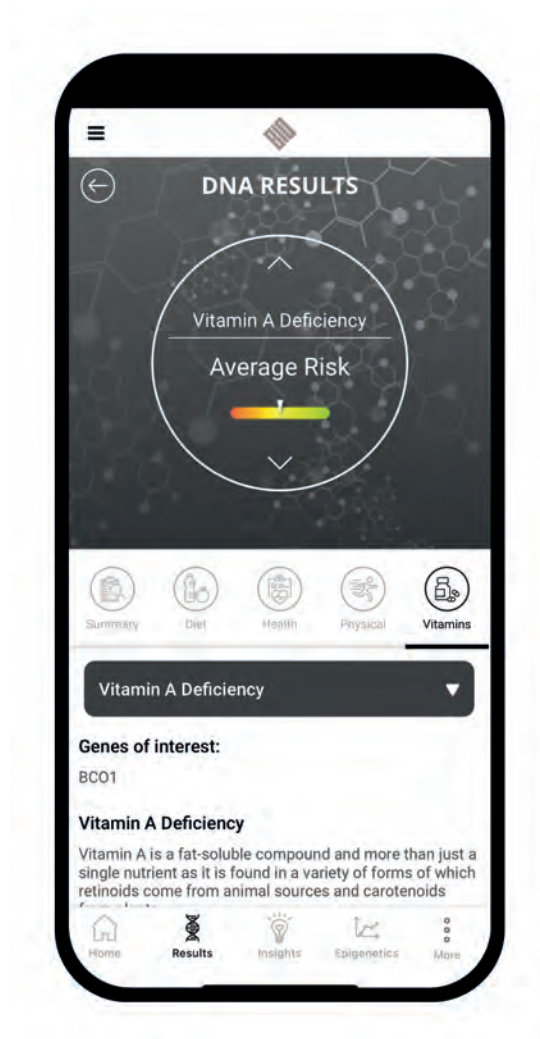 DNA RESULTS
Vitamin A Deficiency
Average Risk
Summary
Diet
Health
Physical
Vitamins
Vitamin A Deficiency
Genes of interest:
BCO1
Vitamin A Deficiency
Vitamin A is a fat-soluble compound and more than just a
single nutrient as it is found in a variety of forms of which
retinoids come from animal sources and carotenoids
Home
Results
Insights
Epigenetics
More